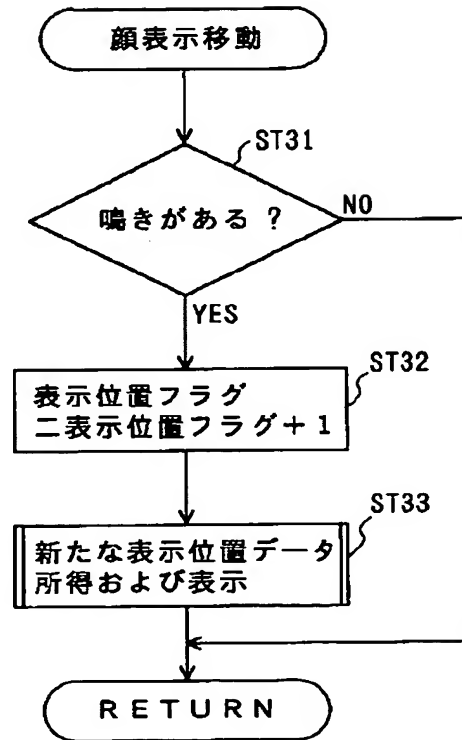 顔表示移動
ST31
鳴きがある?
NO
YES
ST32
表示位置フラグ
二表示位置フラグ+1
ST33
新たな表示位置データ
所得および表示
RETURN